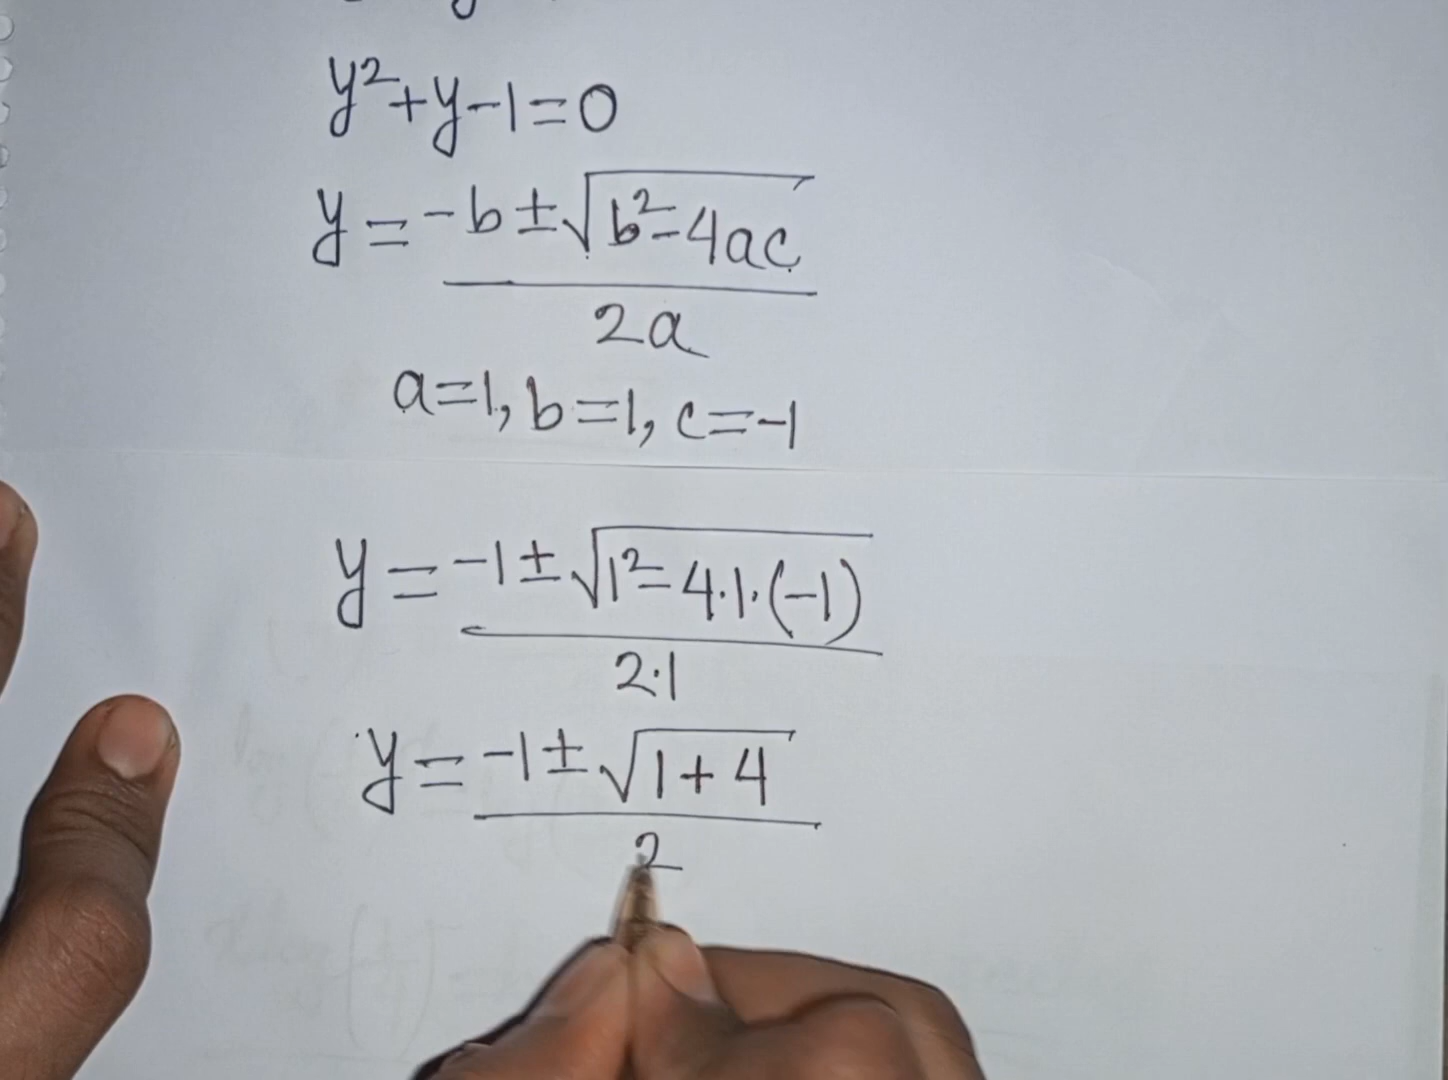 y²+y-1=0
y = -b ± √(b²-4ac) / 2a
a=1, b=1, c=-1
y = -1 ± √(1²-4·1·(-1)) / 2·1
y = -1 ± √(1+4) / 2